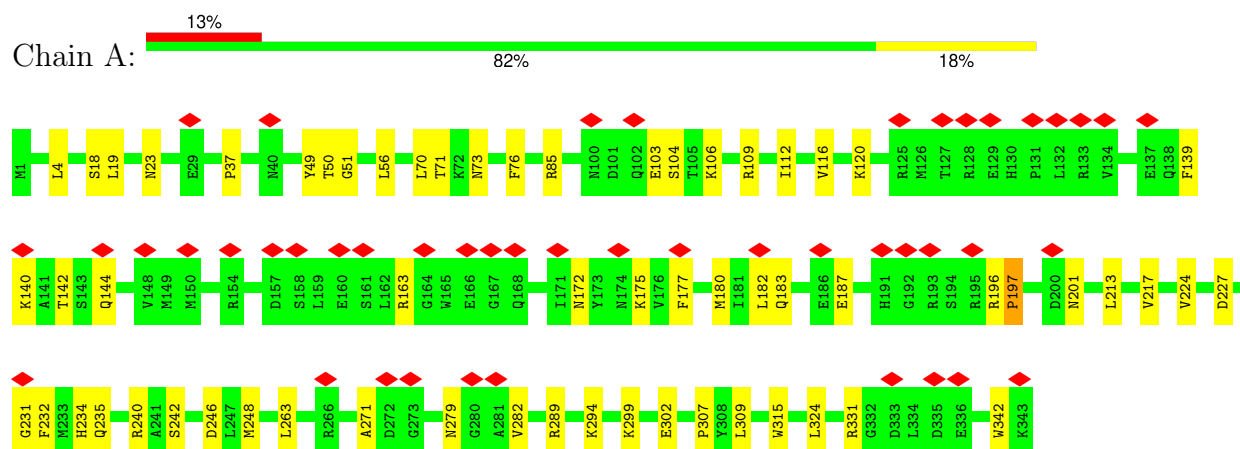 13%
Chain A:
82% 18%
M1 L4 S18 L19 N23 E29 P37 N40 Y49 T50 G51 L56 L70 T71 K72 N73 F76 R85 N100 D101 Q102 E103 S104 T105 K106 R109 I112 V116 K120 R125 M126 T127 R128 E129 H130 P131 L132 R133 V134 E137 Q138 F139
K140 A141 T142 S143 Q144 V148 M149 M150 R154 D157 S158 L159 E160 S161 L162 R163 G164 W165 E166 G167 Q168 I171 N172 Y173 N174 K175 V176 F177 M180 I181 L182 Q183 E186 E187 H191 G192 R193 S194 R195 R196 P197 D200 N201 L213 V217 V224 D227
G231 F232 M233 H234 Q235 R240 A241 S242 D246 L247 M248 L263 R266 A271 D272 G273 N279 G280 A281 V282 R289 K294 K299 E302 P307 Y308 L309 W315 L324 R331 G332 D333 L334 D335 E336 W342 K343